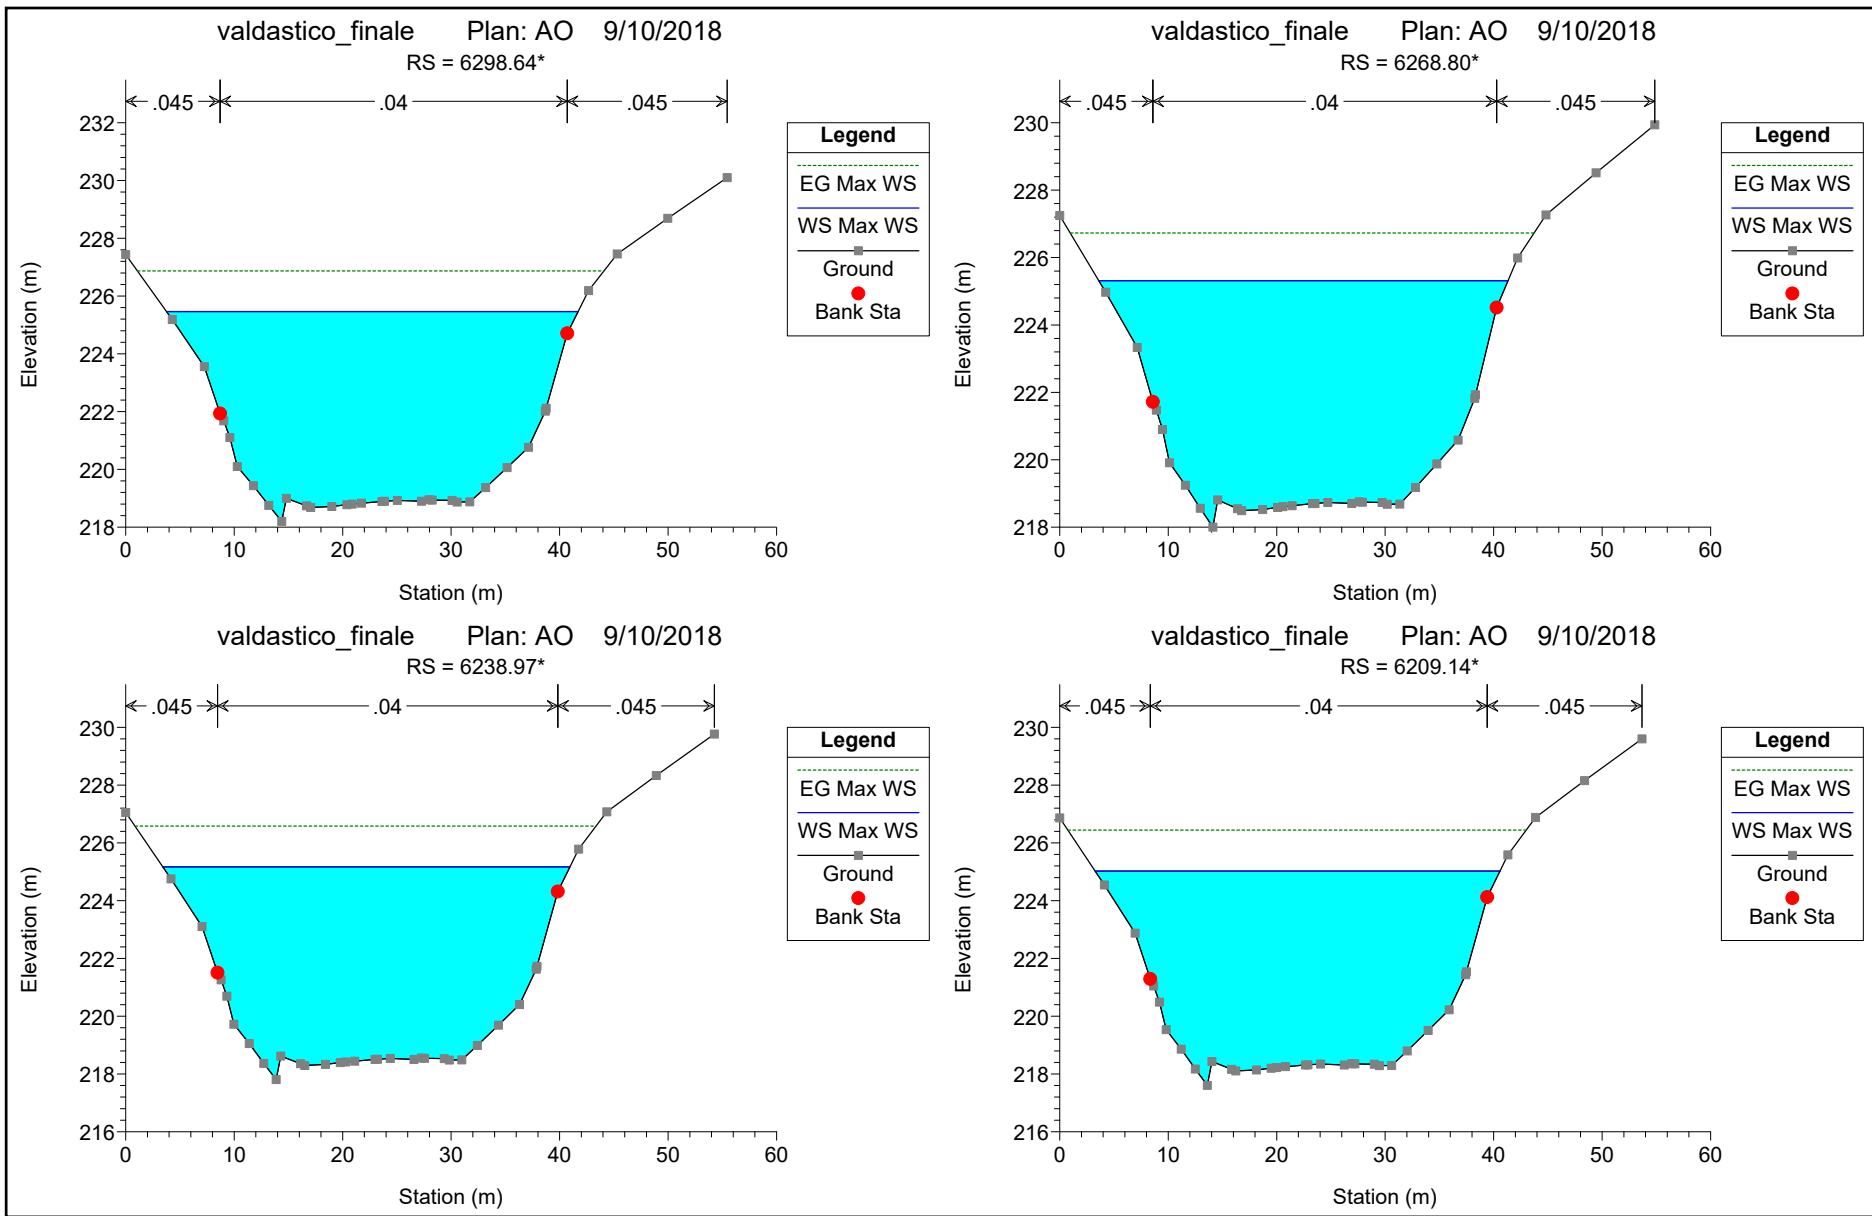 valdastico_finale Plan: AO 9/10/2018
RS = 6298.64*
.045 .04 .045
232
230
228
226
224
222
220
218
0 10 20 30 40 50 60
Elevation (m)
Station (m)
Legend
EG Max WS
WS Max WS
Ground
Bank Sta
valdastico_finale Plan: AO 9/10/2018
RS = 6268.80*
.045 .04 .045
230
228
226
224
222
220
218
0 10 20 30 40 50 60
Elevation (m)
Station (m)
Legend
EG Max WS
WS Max WS
Ground
Bank Sta
valdastico_finale Plan: AO 9/10/2018
RS = 6238.97*
.045 .04 .045
230
228
226
224
222
220
218
216
0 10 20 30 40 50 60
Elevation (m)
Station (m)
Legend
EG Max WS
WS Max WS
Ground
Bank Sta
valdastico_finale Plan: AO 9/10/2018
RS = 6209.14*
.045 .04 .045
230
228
226
224
222
220
218
216
0 10 20 30 40 50 60
Elevation (m)
Station (m)
Legend
EG Max WS
WS Max WS
Ground
Bank Sta